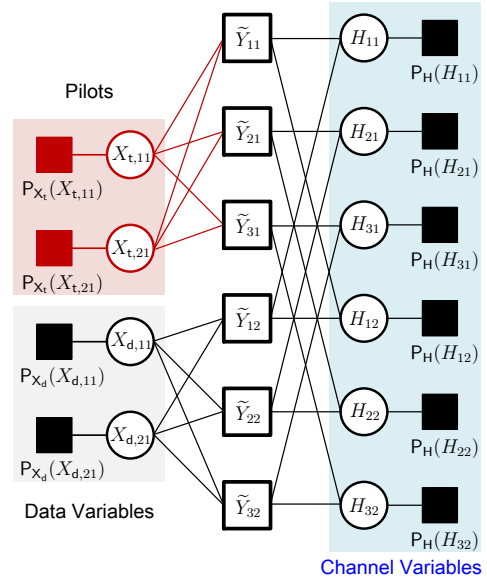 Pilots
X_{t,11}
P_{X_t}(X_{t,11})
X_{t,21}
P_{X_t}(X_{t,21})
X_{d,11}
P_{X_d}(X_{d,11})
X_{d,21}
P_{X_d}(X_{d,21})
Data Variables
Ỹ_{11}
Ỹ_{21}
Ỹ_{31}
Ỹ_{12}
Ỹ_{22}
Ỹ_{32}
H_{11}
P_H(H_{11})
H_{21}
P_H(H_{21})
H_{31}
P_H(H_{31})
H_{12}
P_H(H_{12})
H_{22}
P_H(H_{22})
H_{32}
P_H(H_{32})
Channel Variables